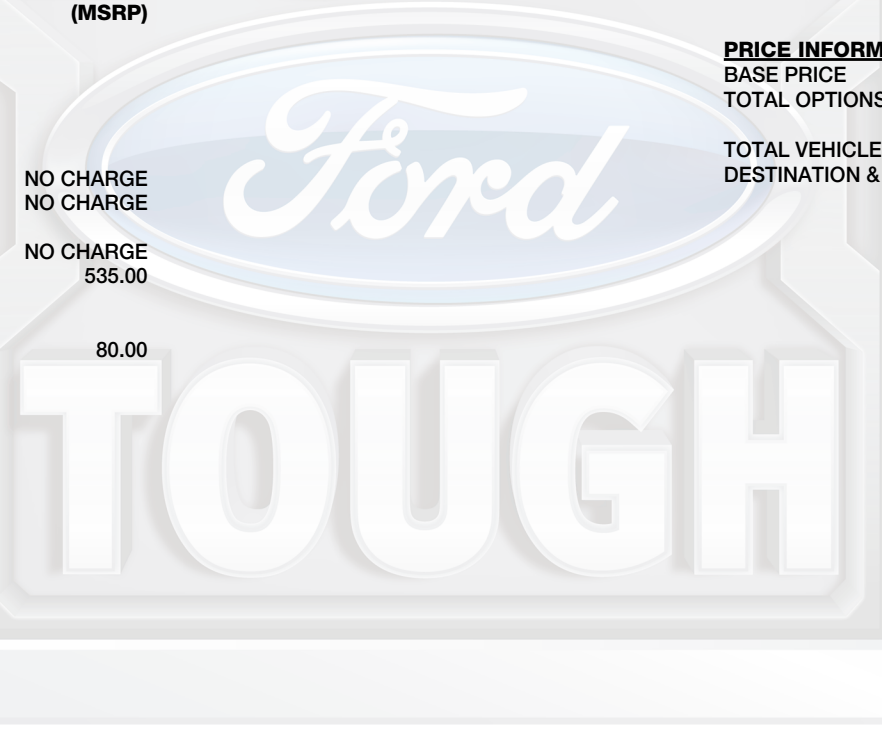 (MSRP)
NO CHARGE
NO CHARGE
NO CHARGE
535.00
80.00
PRICE INFORM
BASE PRICE
TOTAL OPTIONS
TOTAL VEHICLE
DESTINATION &
Ford
TOUGH